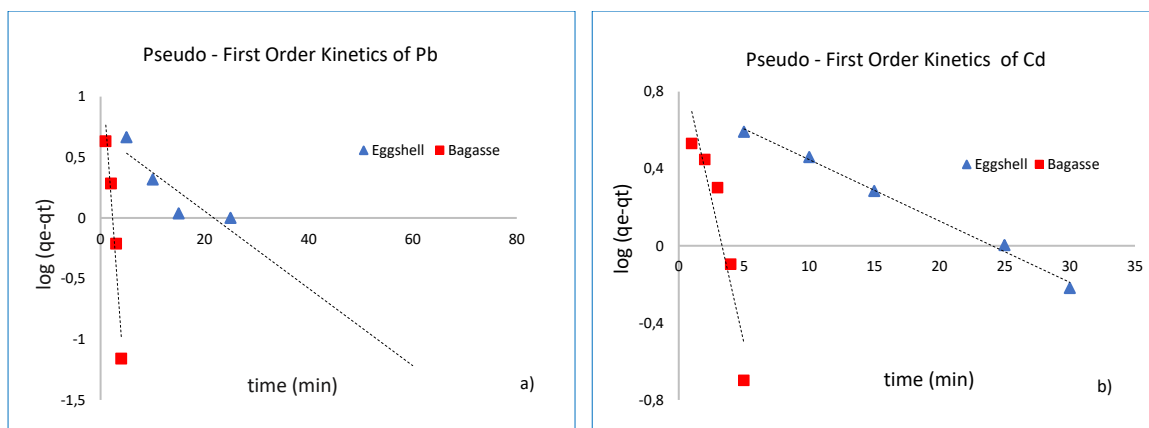 Pseudo - First Order Kinetics of Pb
1
0,5
0
-0,5
-1
-1,5
0 20 40 60 80
Eggshell Bagasse
log (qe-qt)
time (min)
a)
Pseudo - First Order Kinetics of Cd
0,8
0,4
0
-0,4
-0,8
0 5 10 15 20 25 30 35
Eggshell Bagasse
log (qe-qt)
time (min)
b)